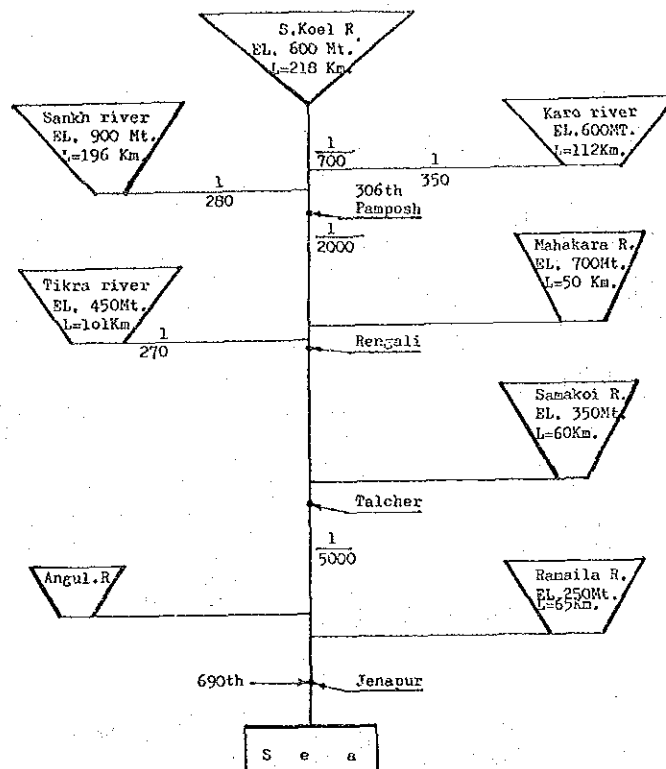 S.Koel R.
EL. 600 Mt.
L=218 Km.
Sankh river
EL. 900 Mt.
L=196 Km.
Karo river
EL.600MT.
L=112Km.
1
700
1
350
1
280
306th
Pamposh
1
2000
Mahakara R.
EL. 700Mt.
L=50 Km.
Tikra river
EL. 450Mt.
L=101Km.
1
270
Rengali
Samakoi R.
EL. 350Mt.
L=60Km.
Talcher
1
5000
Angul.R
Ramaila R.
EL.250Mt.
L=65Km.
690th
Jenapur
S e a